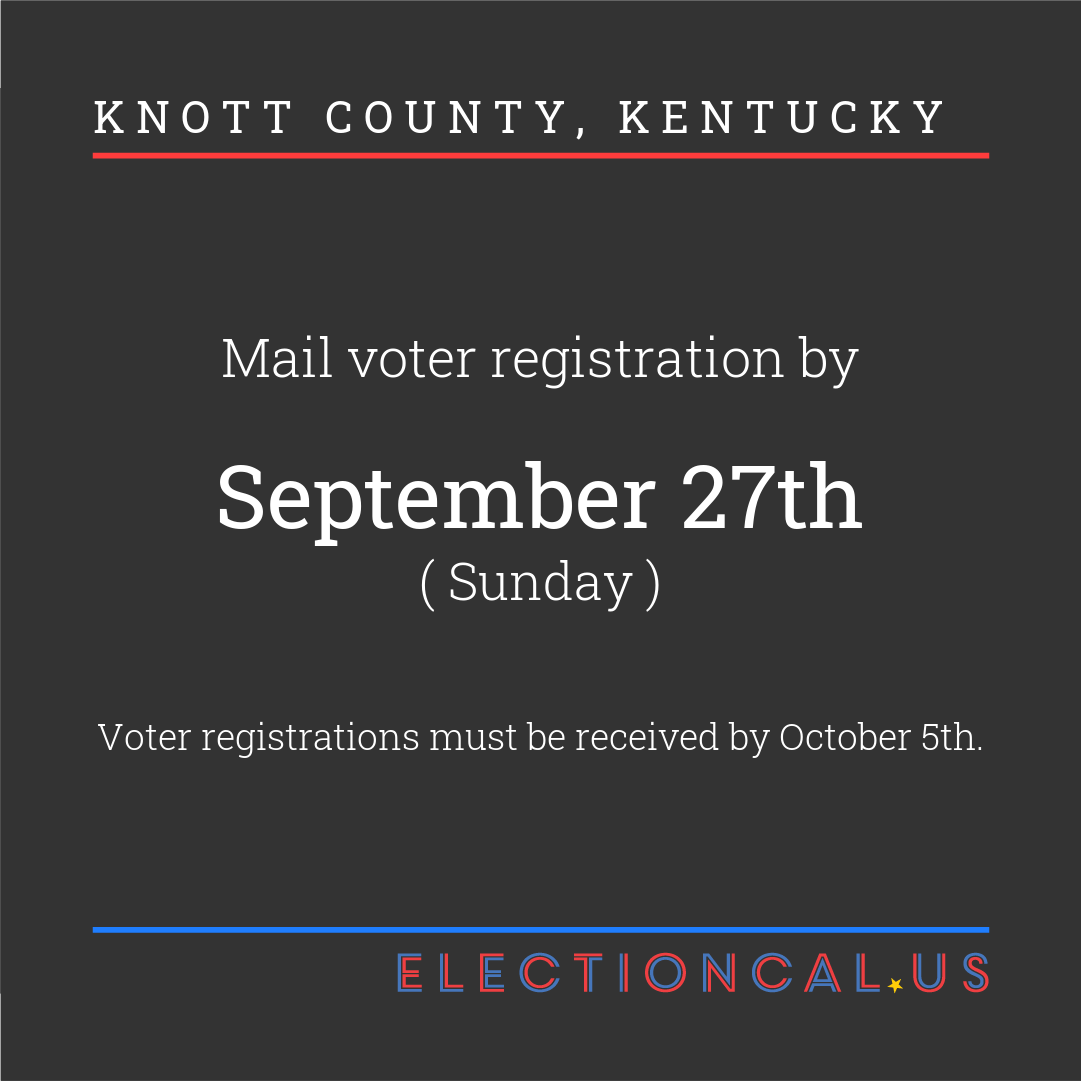 KNOTT COUNTY, KENTUCKY
Mail voter registration by
September 27th
( Sunday )
Voter registrations must be received by October 5th.
ELECTIONCAL.US